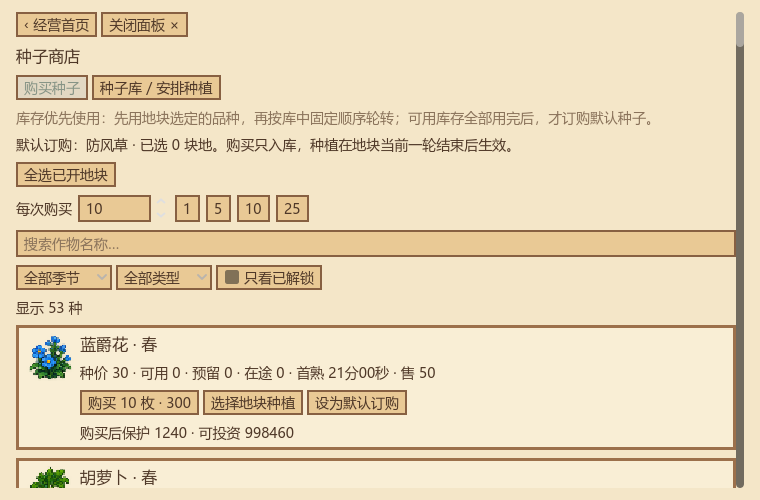 ‹ 经营首页 关闭面板 ×
种子商店
购买种子 种子库 / 安排种植
库存优先使用：先用地块选定的品种，再按库中固定顺序轮转；可用库存全部用完后，才订购默认种子。
默认订购：防风草 · 已选 0 块地。购买只入库，种植在地块当前一轮结束后生效。
全选已开地块
每次购买 10 1 5 10 25
搜索作物名称...
全部季节 全部类型 只看已解锁
显示 53 种
蓝爵花 · 春
种价 30 · 可用 0 · 预留 0 · 在途 0 · 首熟 21分00秒 · 售 50
购买 10 枚 · 300 选择地块种植 设为默认订购
购买后保护 1240 · 可投资 998460
胡萝卜 · 春